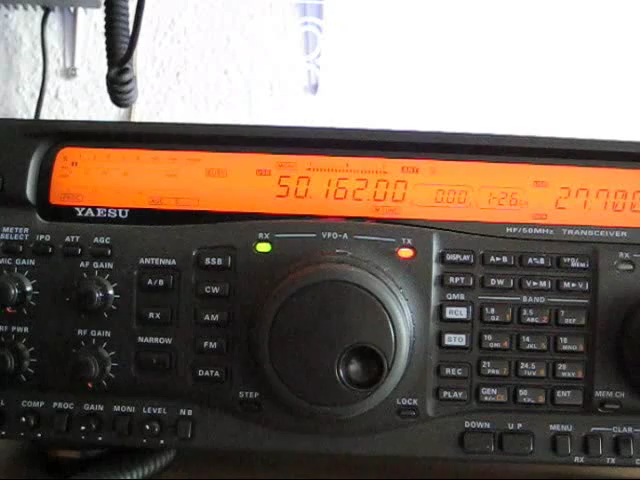 USB
50.162.00 0.00 1-26 27.700
YAESU
HF/50MHz TRANSCEIVER
METER SELECT IPO ATT AGC
RX VFO-A TX
RX
MIC GAIN AF GAIN
ANTENNA
A/B
RX
NARROW
SSB
CW
AM
FM
DATA
RF PWR RF GAIN
DISPLAY A►B VFO/MEM
RPT DW V►M M►V
QMB BAND
RCL 1.8 3.5 7
STO 10 14 18
REC 21 24.5 28
PLAY GEN 50 ENT
STEP LOCK
MEM CH
COMP PROC GAIN MONI LEVEL NB
DOWN UP MENU CLAR
RX TX